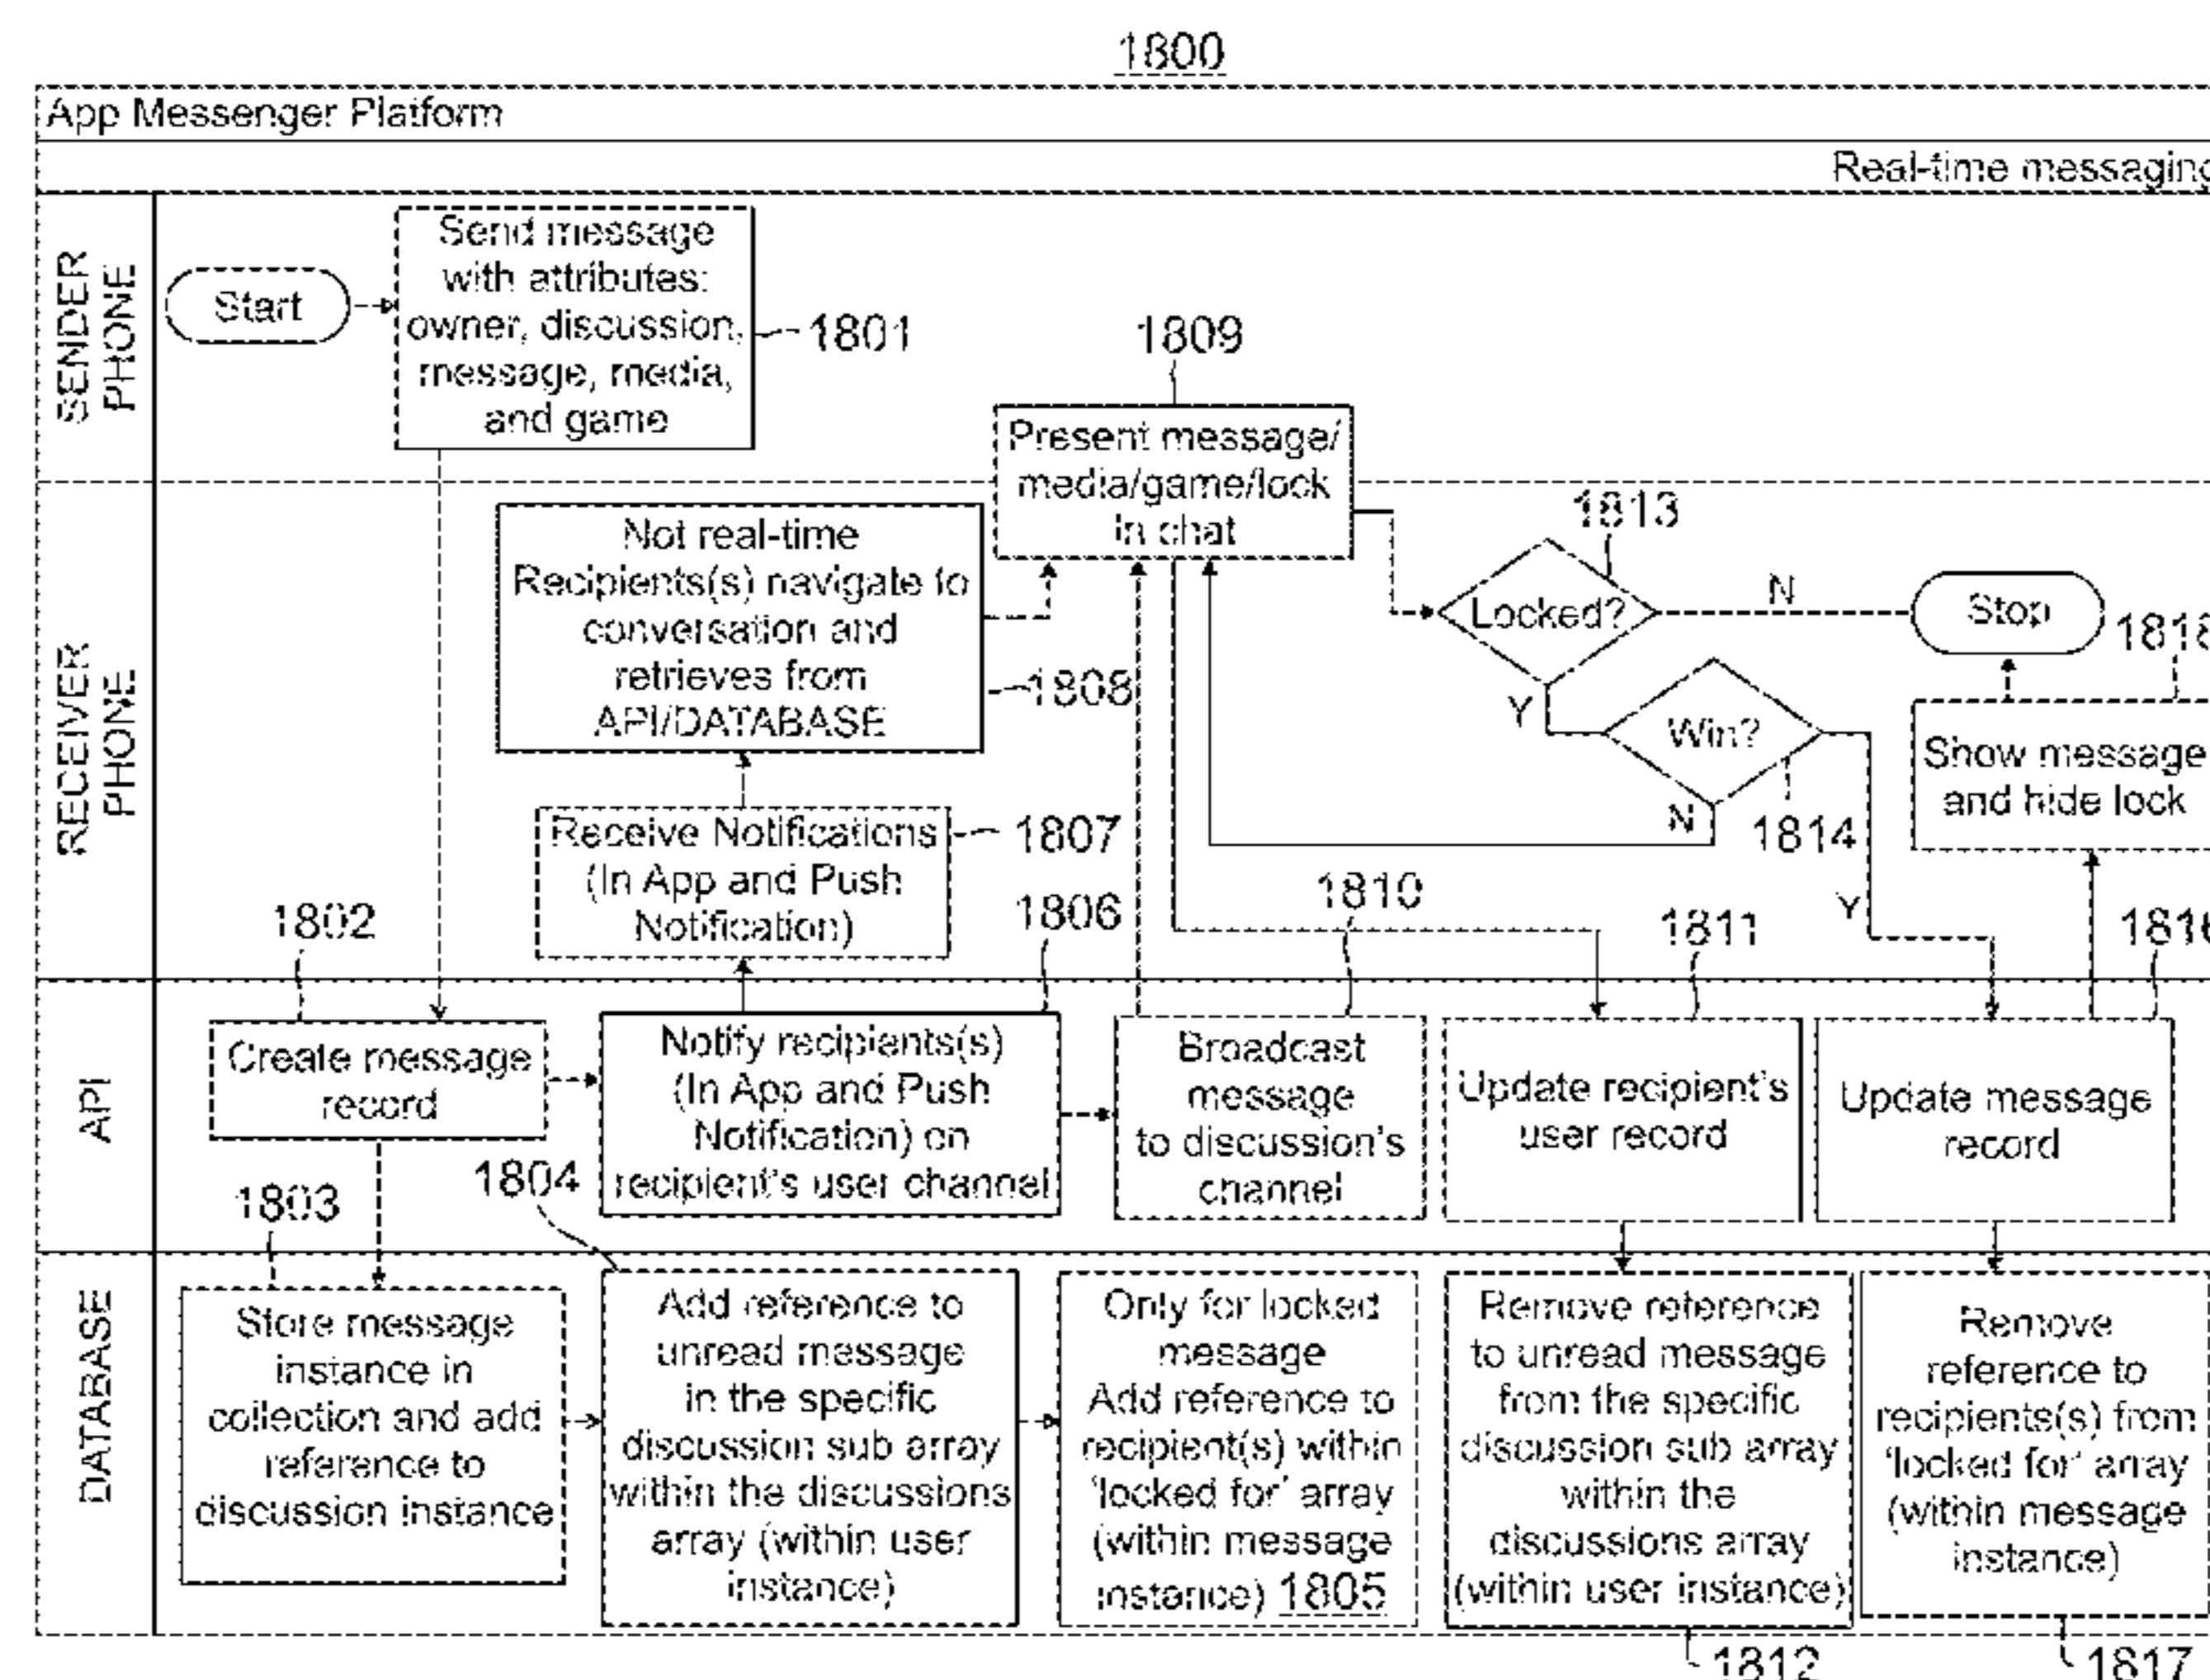 1800
App Messenger Platform
Real-time messaging
SENDER
PHONE
Start
Send message
with attributes:
owner, discussion,
message, media,
and game
1801
1809
Present message/
media/game/lock
in chat
RECEIVER
PHONE
Not real-time
Recipients(s) navigate to
conversation and
retrieves from
API/DATABASE
1808
1813
Locked?
N
Stop
Y
Win?
N
1814
Y
Show message
and hide lock
Receive Notifications
(In App and Push
Notification)
1807
1806
1802
1810
1811
1816
API
Create message
record
Notify recipients(s)
(In App and Push
Notification) on
recipient's user channel
Broadcast
message
to discussion's
channel
Update recipient's
user record
Update message
record
1803
1804
DATABASE
Store message
instance in
collection and add
reference to
discussion instance
Add reference to
unread message
in the specific
discussion sub array
within the discussions
array (within user
instance)
Only for locked
message
Add reference to
recipient(s) within
'locked for' array
(within message
instance) 1805
Remove reference
to unread message
from the specific
discussion sub array
within the
discussions array
(within user instance)
Remove
reference to
recipients(s) from
'locked for' array
(within message
instance)
1812
1817